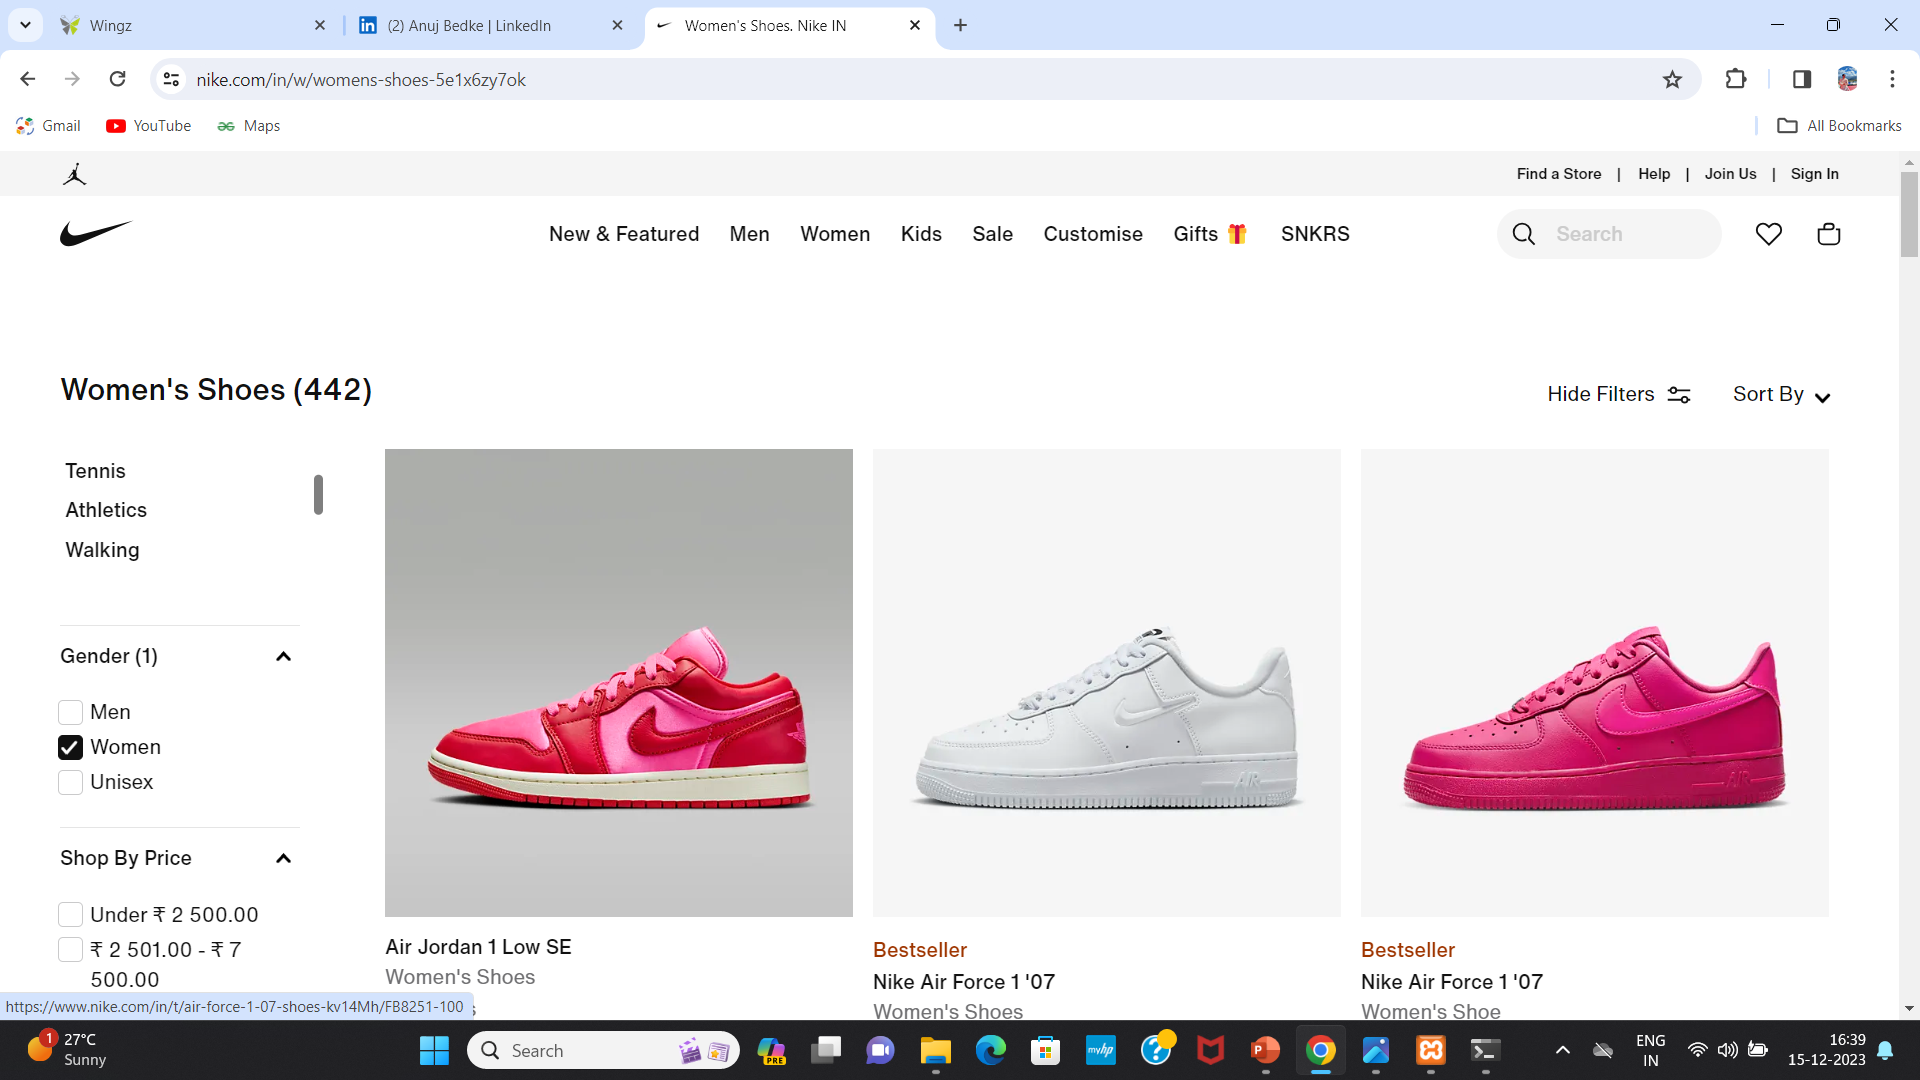 Wingz
(2) Anuj Bedke | LinkedIn
Women's Shoes. Nike IN
nike.com/in/w/womens-shoes-5e1x6zy7ok
Gmail
YouTube
Maps
All Bookmarks
Find a Store | Help | Join Us | Sign In
New & Featured
Men
Women
Kids
Sale
Customise
Gifts
SNKRS
Search
Women's Shoes (442)
Hide Filters
Sort By
Tennis
Athletics
Walking
Gender (1)
Men
Women
Unisex
Shop By Price
Under ₹ 2 500.00
₹ 2 501.00 - ₹ 7
500.00
AIR
AIR
Air Jordan 1 Low SE
Women's Shoes
Bestseller
Nike Air Force 1 '07
Women's Shoes
Bestseller
Nike Air Force 1 '07
Women's Shoe
https://www.nike.com/in/t/air-force-1-07-shoes-kv14Mh/FB8251-100
1
27°C
Sunny
Search
PRE
myhp
ENG
IN
16:39
15-12-2023